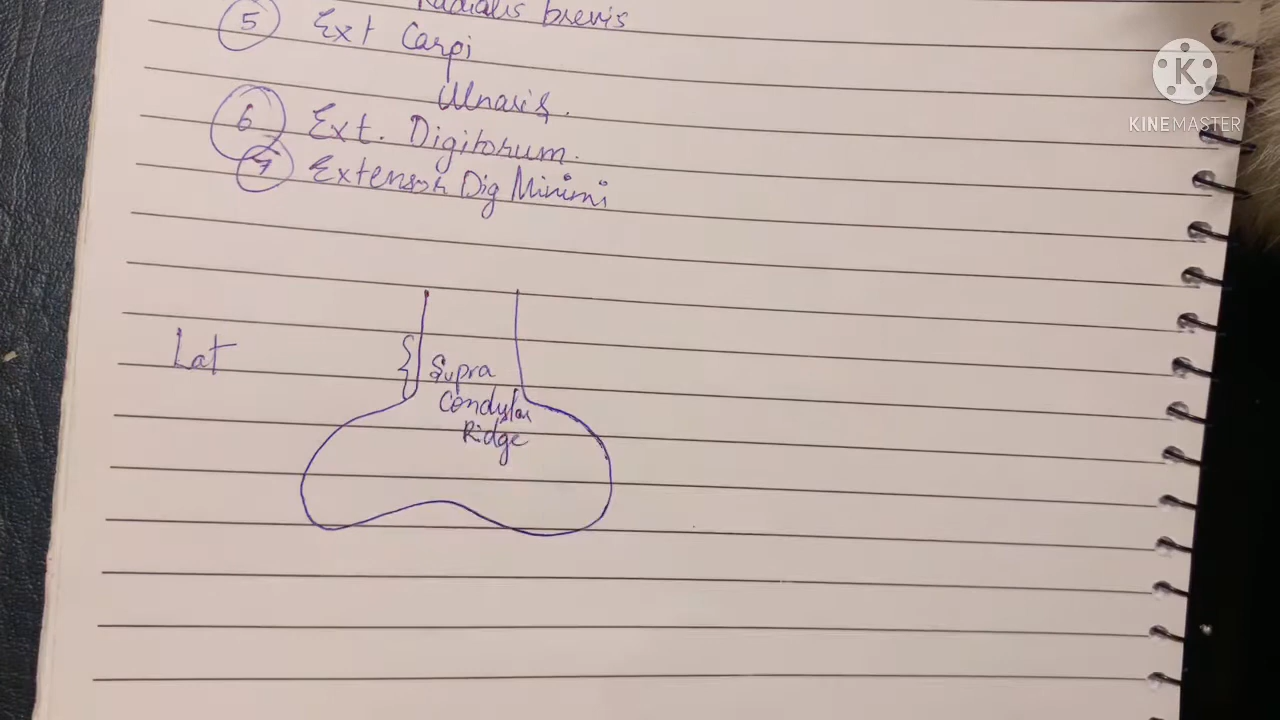 Radialis brevis
5 Ext Carpi
Ulnaris.
6 Ext. Digitorum.
7 Extensor Dig Minimi
Lat
Supra
Condylar
Ridge
K
KINEMASTER